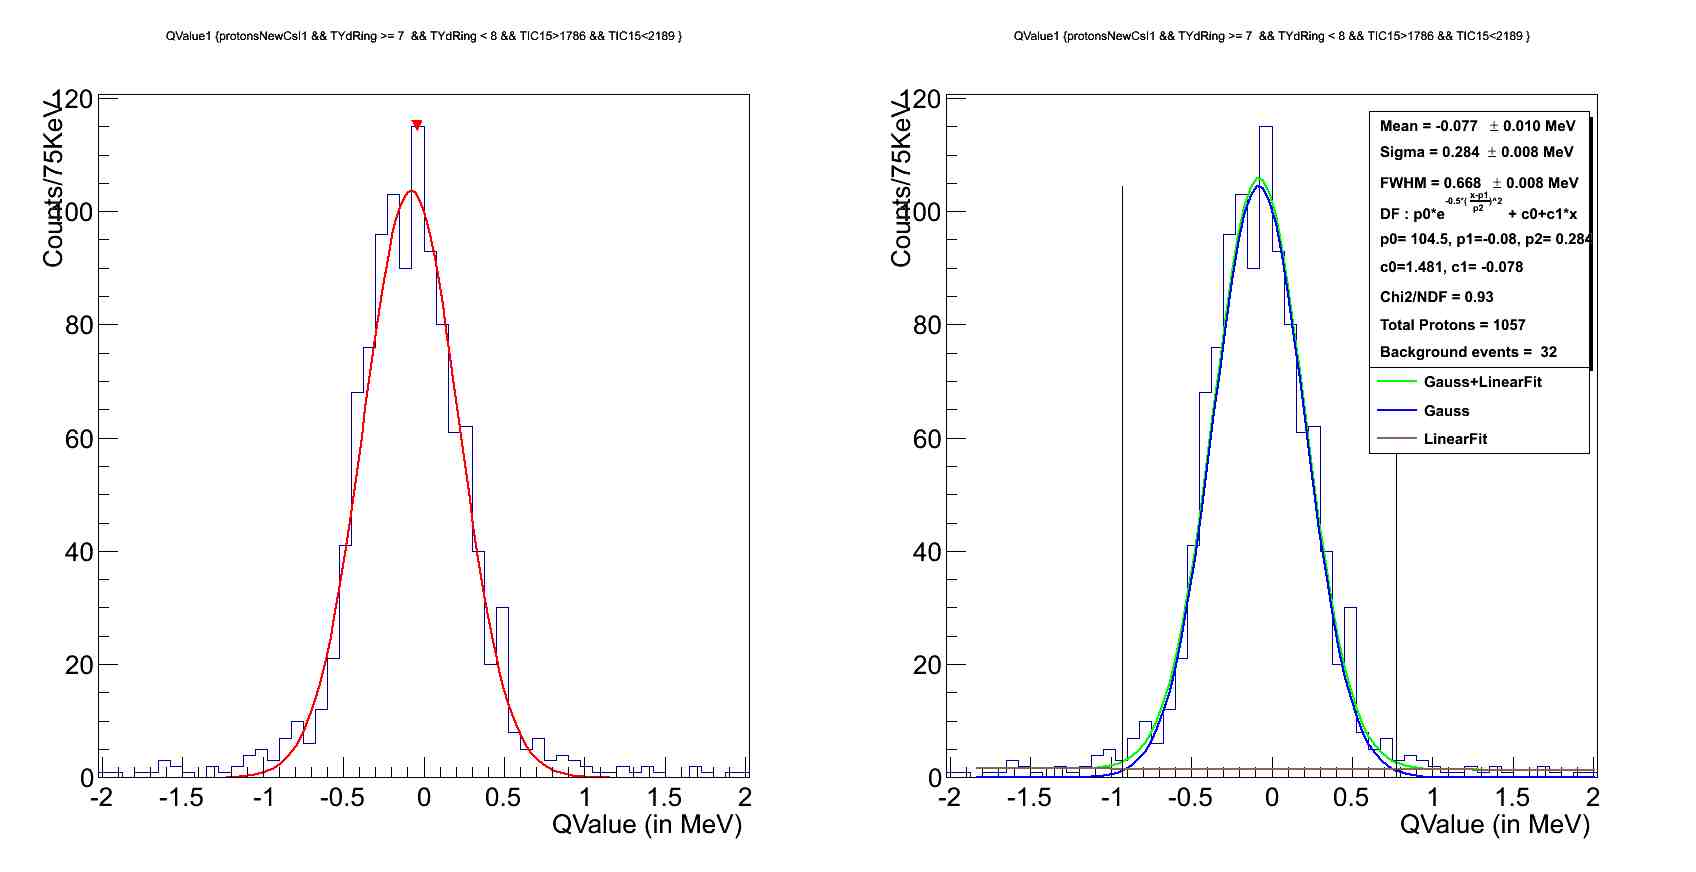 QValue1 {protonsNewCsI1 && TYdRing >= 7 && TYdRing < 8 && TIC15>1786 && TIC15<2189 }
Counts/75KeV
120
100
80
60
40
20
0
-2 -1.5 -1 -0.5 0 0.5 1 1.5 2
QValue (in MeV)
QValue1 {protonsNewCsI1 && TYdRing >= 7 && TYdRing < 8 && TIC15>1786 && TIC15<2189 }
Counts/75KeV
120
100
80
60
40
20
0
-2 -1.5 -1 -0.5 0 0.5 1 1.5 2
QValue (in MeV)
Mean = -0.077 ± 0.010 MeV
Sigma = 0.284 ± 0.008 MeV
FWHM = 0.668 ± 0.008 MeV
DF : p0*e^-0.5*(x-p1/p2)^2 + c0+c1*x
p0= 104.5, p1=-0.08, p2= 0.284
c0=1.481, c1= -0.078
Chi2/NDF = 0.93
Total Protons = 1057
Background events = 32
Gauss+LinearFit
Gauss
LinearFit